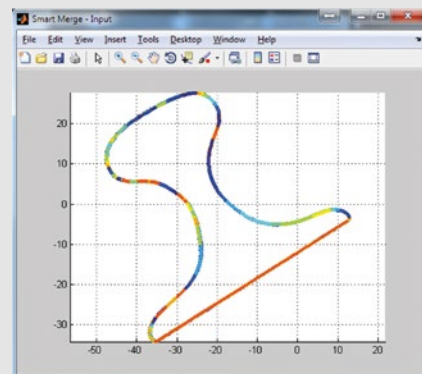 Smart Merge - Input
File Edit View Insert Tools Desktop Window Help
20
10
0
-10
-20
-30
-50 -40 -30 -20 -10 0 10 20